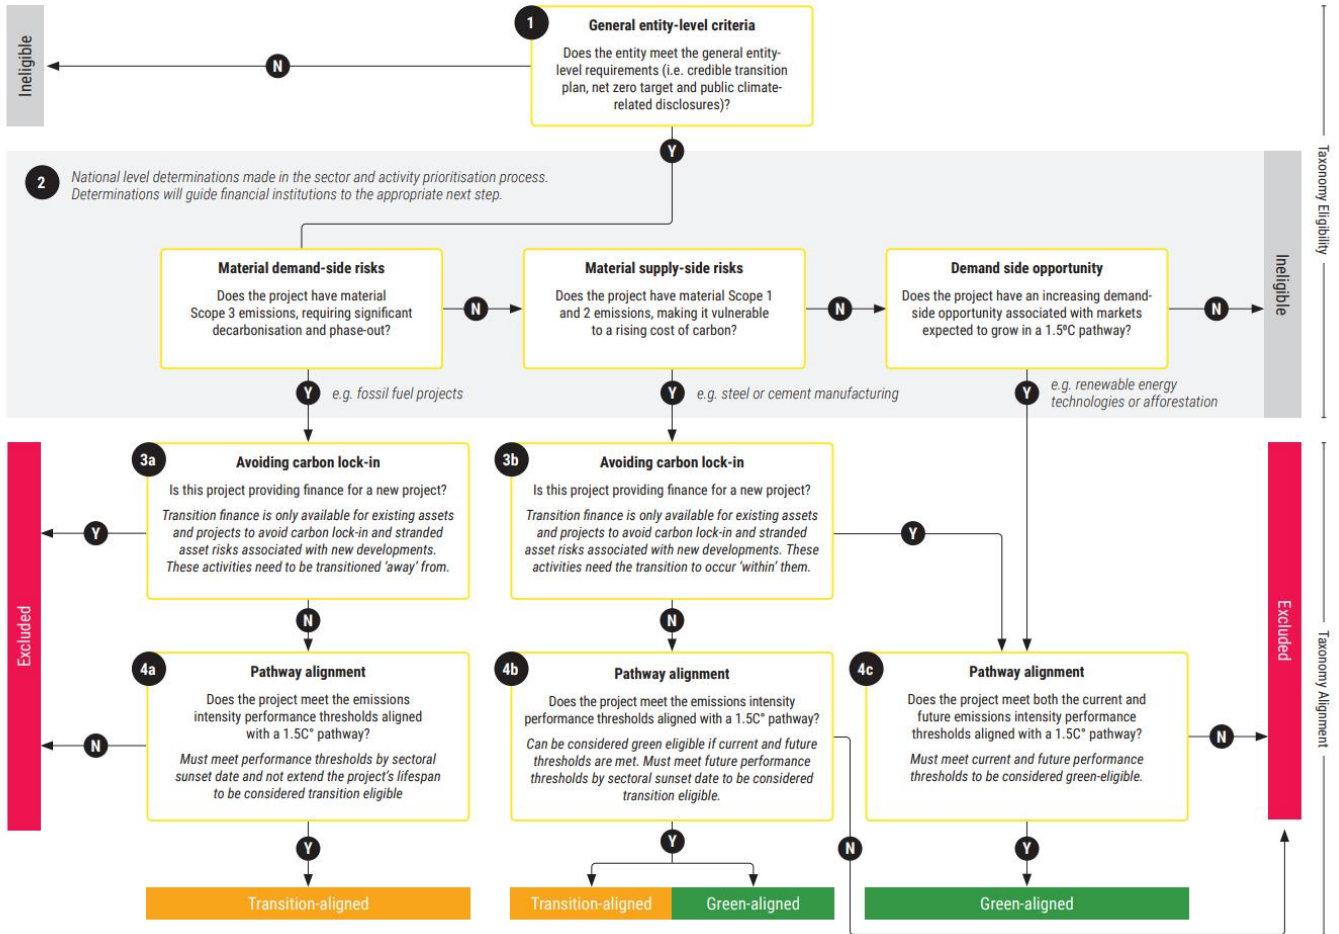 1
General entity-level criteria
Does the entity meet the general entity-
level requirements (i.e. credible transition
plan, net zero target and public climate-
related disclosures)?
Ineligible
N
Y
Taxonomy Eligibility
2
National level determinations made in the sector and activity prioritisation process.
Determinations will guide financial institutions to the appropriate next step.
Material demand-side risks
Does the project have material
Scope 3 emissions, requiring significant
decarbonisation and phase-out?
N
Material supply-side risks
Does the project have material Scope 1
and 2 emissions, making it vulnerable
to a rising cost of carbon?
N
Demand side opportunity
Does the project have an increasing demand-
side opportunity associated with markets
expected to grow in a 1.5ºC pathway?
N
Ineligible
Y
e.g. fossil fuel projects
Y
e.g. steel or cement manufacturing
Y
e.g. renewable energy
technologies or afforestation
Excluded
3a
Avoiding carbon lock-in
Is this project providing finance for a new project?
Transition finance is only available for existing assets
and projects to avoid carbon lock-in and stranded
asset risks associated with new developments.
These activities need to be transitioned ‘away’ from.
Y
N
3b
Avoiding carbon lock-in
Is this project providing finance for a new project?
Transition finance is only available for existing assets
and projects to avoid carbon lock-in and stranded
asset risks associated with new developments. These
activities need the transition to occur ‘within’ them.
Y
N
Excluded
Taxonomy Alignment
4a
Pathway alignment
Does the project meet the emissions
intensity performance thresholds aligned
with a 1.5C° pathway?
Must meet performance thresholds by sectoral
sunset date and not extend the project’s lifespan
to be considered transition eligible
N
Y
4b
Pathway alignment
Does the project meet the emissions intensity
performance thresholds aligned with a 1.5C° pathway?
Can be considered green eligible if current and future
thresholds are met. Must meet future performance
thresholds by sectoral sunset date to be considered
transition eligible.
Y
N
4c
Pathway alignment
Does the project meet both the current and
future emissions intensity performance
thresholds aligned with a 1.5C° pathway?
Must meet current and future performance
thresholds to be considered green-eligible.
N
Y
Transition-aligned
Transition-aligned
Green-aligned
Green-aligned